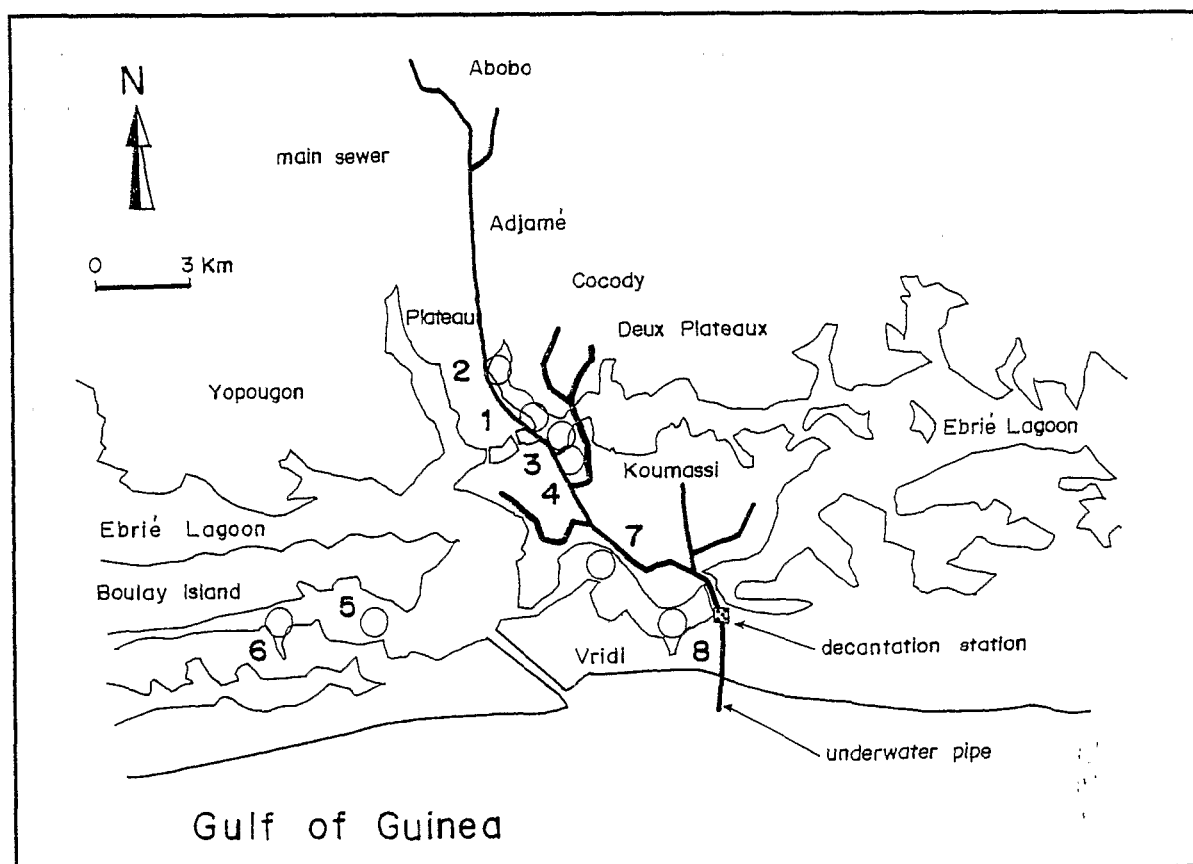 Abobo
N
main sewer
Adjamé
0 3 Km
Cocody
Plateau
Deux Plateaux
2
Yopougon
1
Ebrié Lagoon
3
Koumassi
4
7
Ebrié Lagoon
Boulay Island
5
6
Vridi
8
decantation station
underwater pipe
Gulf of Guinea